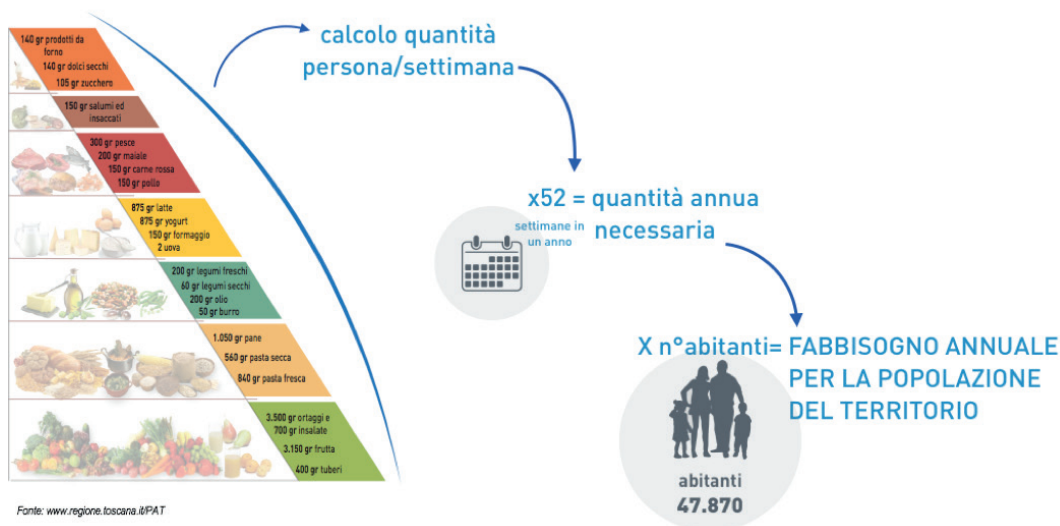 140 gr prodotti da
forno
140 gr dolci secchi
105 gr zucchero
150 gr salumi ed
insaccati
300 gr pesce
200 gr maiale
150 gr carne rossa
150 gr pollo
875 gr latte
875 gr yogurt
150 gr formaggio
2 uova
200 gr legumi freschi
60 gr legumi secchi
200 gr olio
50 gr burro
1.050 gr pane
560 gr pasta secca
840 gr pasta fresca
3.500 gr ortaggi e
700 gr insalate
3.150 gr frutta
400 gr tuberi
calcolo quantità
persona/settimana
x52 = quantità annua
settimane in
un anno
necessaria
X n°abitanti= FABBISOGNO ANNUALE
PER LA POPOLAZIONE
DEL TERRITORIO
abitanti
47.870
Fonte: www.regione.toscana.it/PAT